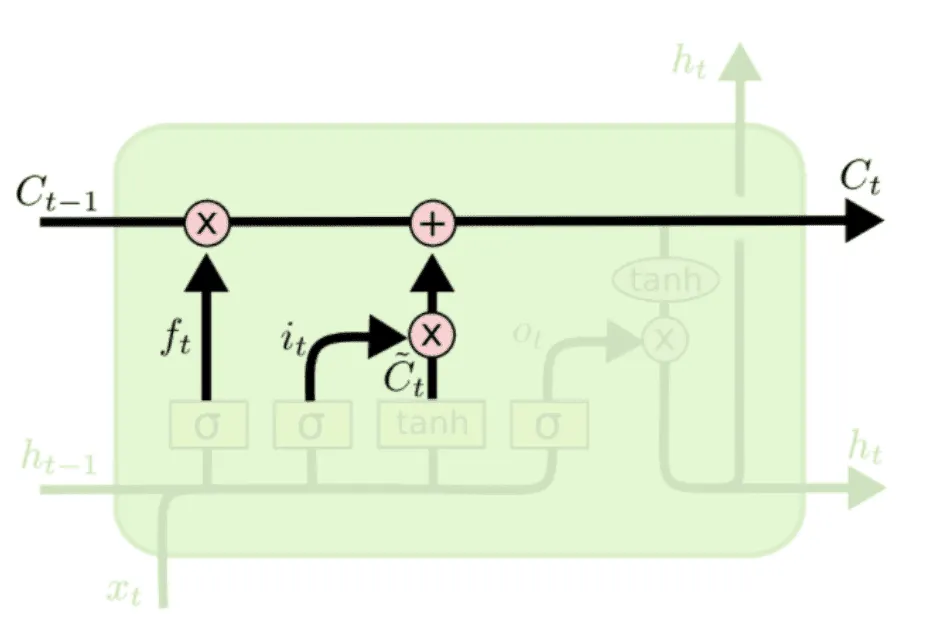 h_t
C_{t-1}
C_t
x
+
tanh
f_t
i_t
x
o_t
x
C̃_t
σ
σ
tanh
σ
h_{t-1}
h_t
x_t